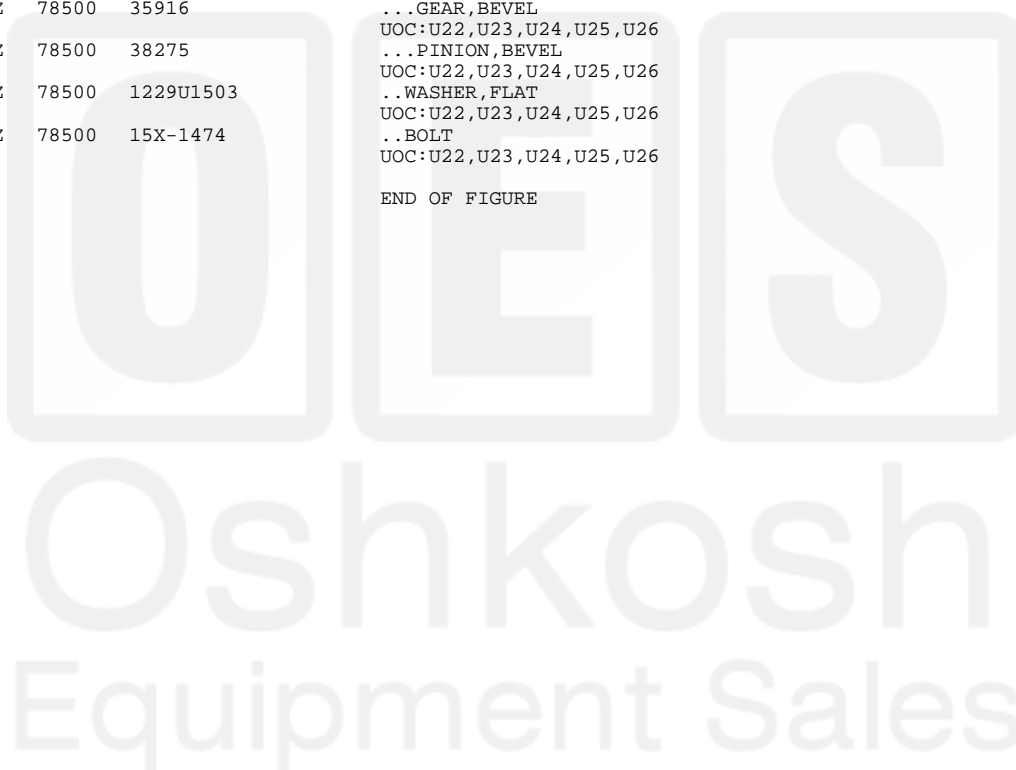 Z 78500 35916 ...GEAR,BEVEL
UOC:U22,U23,U24,U25,U26
Z 78500 38275 ...PINION,BEVEL
UOC:U22,U23,U24,U25,U26
Z 78500 1229U1503 ..WASHER,FLAT
UOC:U22,U23,U24,U25,U26
Z 78500 15X-1474 ..BOLT
UOC:U22,U23,U24,U25,U26
END OF FIGURE
OES
Oshkosh
Equipment Sales